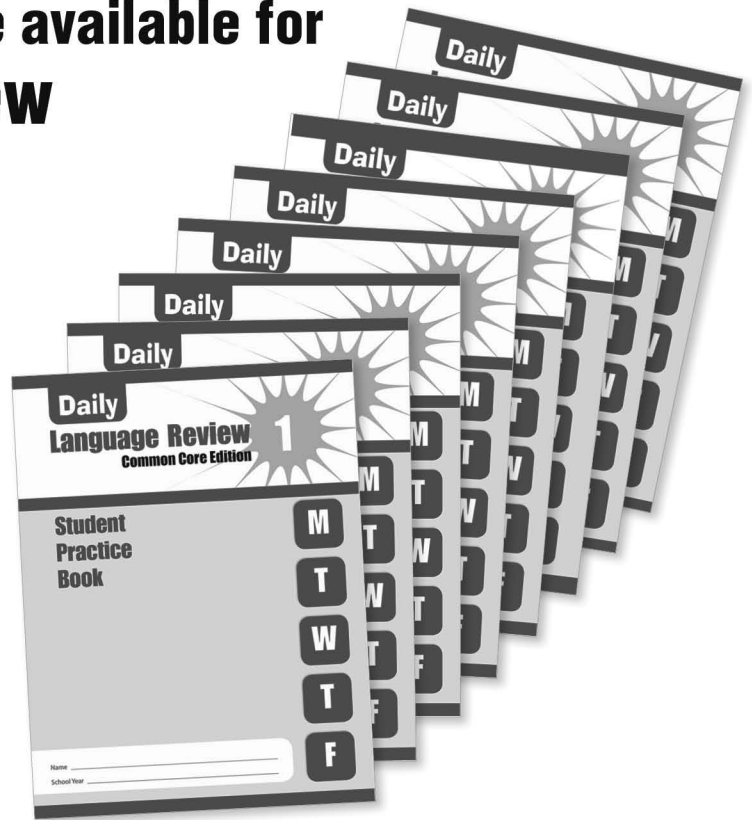 e available for
ew
Daily
Daily
Daily
Daily
Daily
Daily
Daily
Daily
Language Review 1
Common Core Edition
Student
Practice
Book
M
T
W
T
F
Name
School Year
M
T
W
T
F
M
T
W
T
F